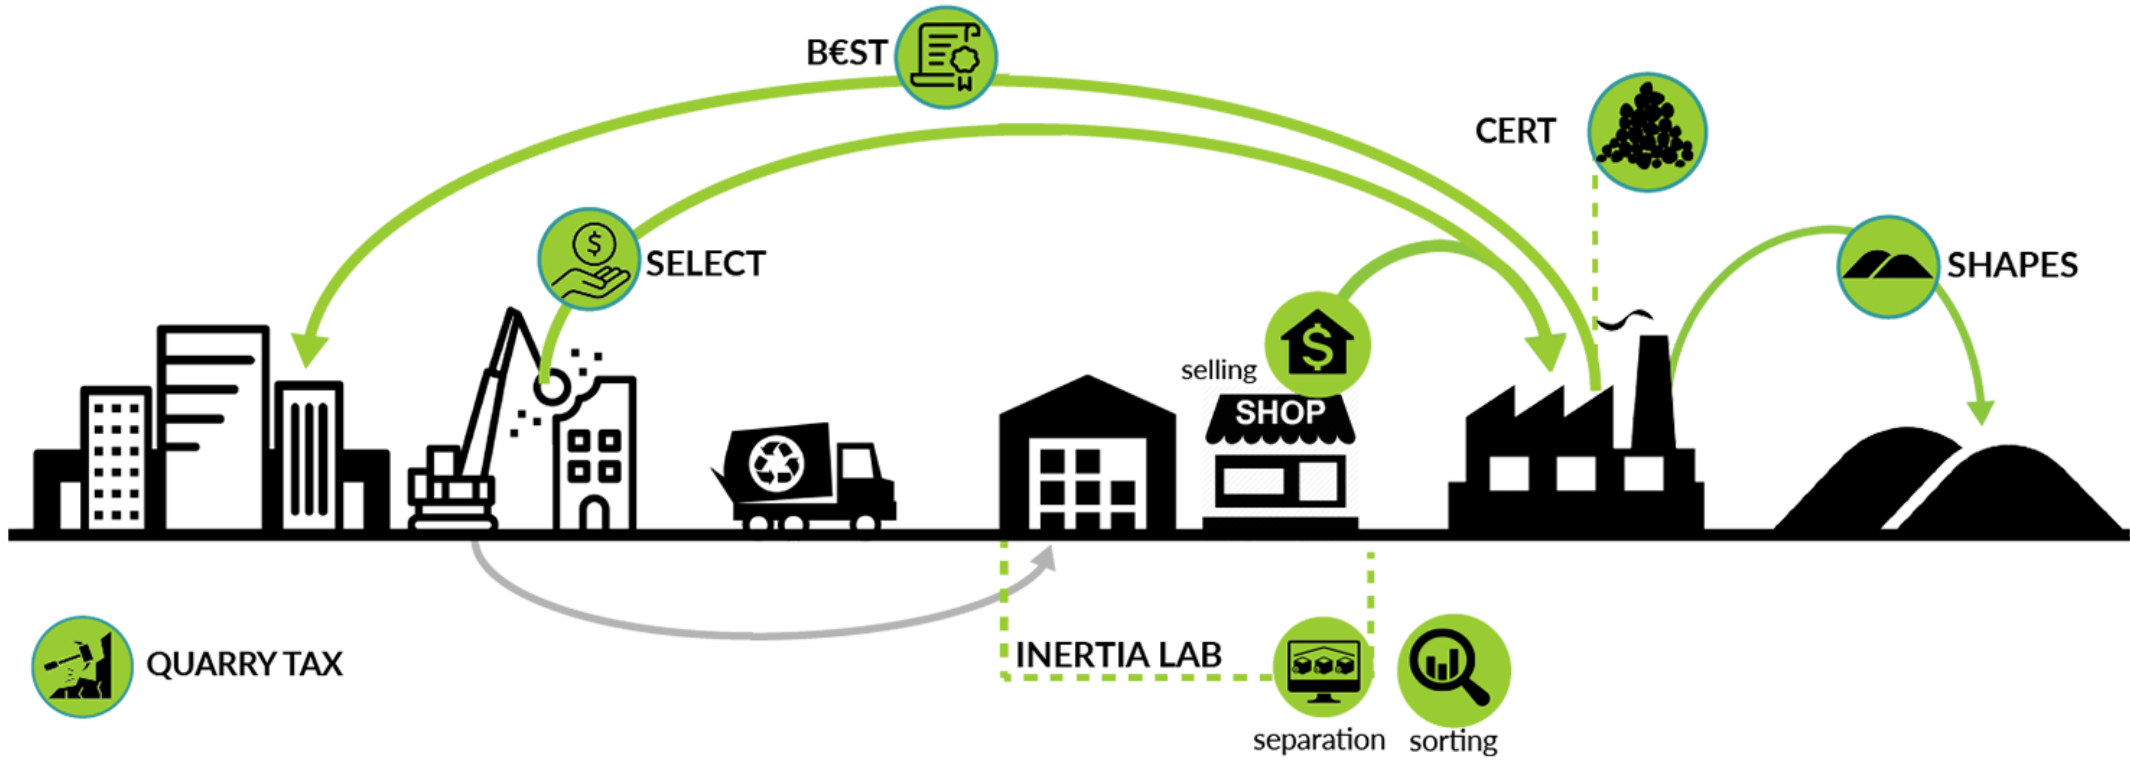 B€ST
CERT
SELECT
SHAPES
selling
SHOP
$
$
INERTIA LAB
QUARRY TAX
separation
sorting